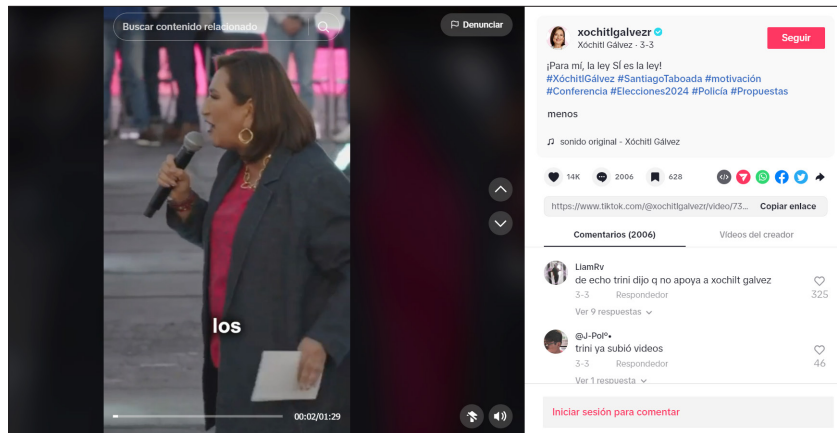 Buscar contenido relacionado
Denunciar
los
00:02/01:29
xochitlgalvezr
Xóchitl Gálvez · 3-3
Seguir
¡Para mí, la ley SÍ es la ley!
#XóchitlGálvez #SantiagoTaboada #motivación
#Conferencia #Elecciones2024 #Policía #Propuestas
menos
sonido original - Xóchitl Gálvez
14K 2006 628
https://www.tiktok.com/@xochitlgalvezr/video/73... Copiar enlace
Comentarios (2006) Vídeos del creador
LiamRv
de echo trini dijo q no apoya a xochilt galvez
3-3 Respondedor 325
Ver 9 respuestas
@J-Polº•
trini ya subió videos
3-3 Respondedor 46
Ver 1 respuesta
Iniciar sesión para comentar